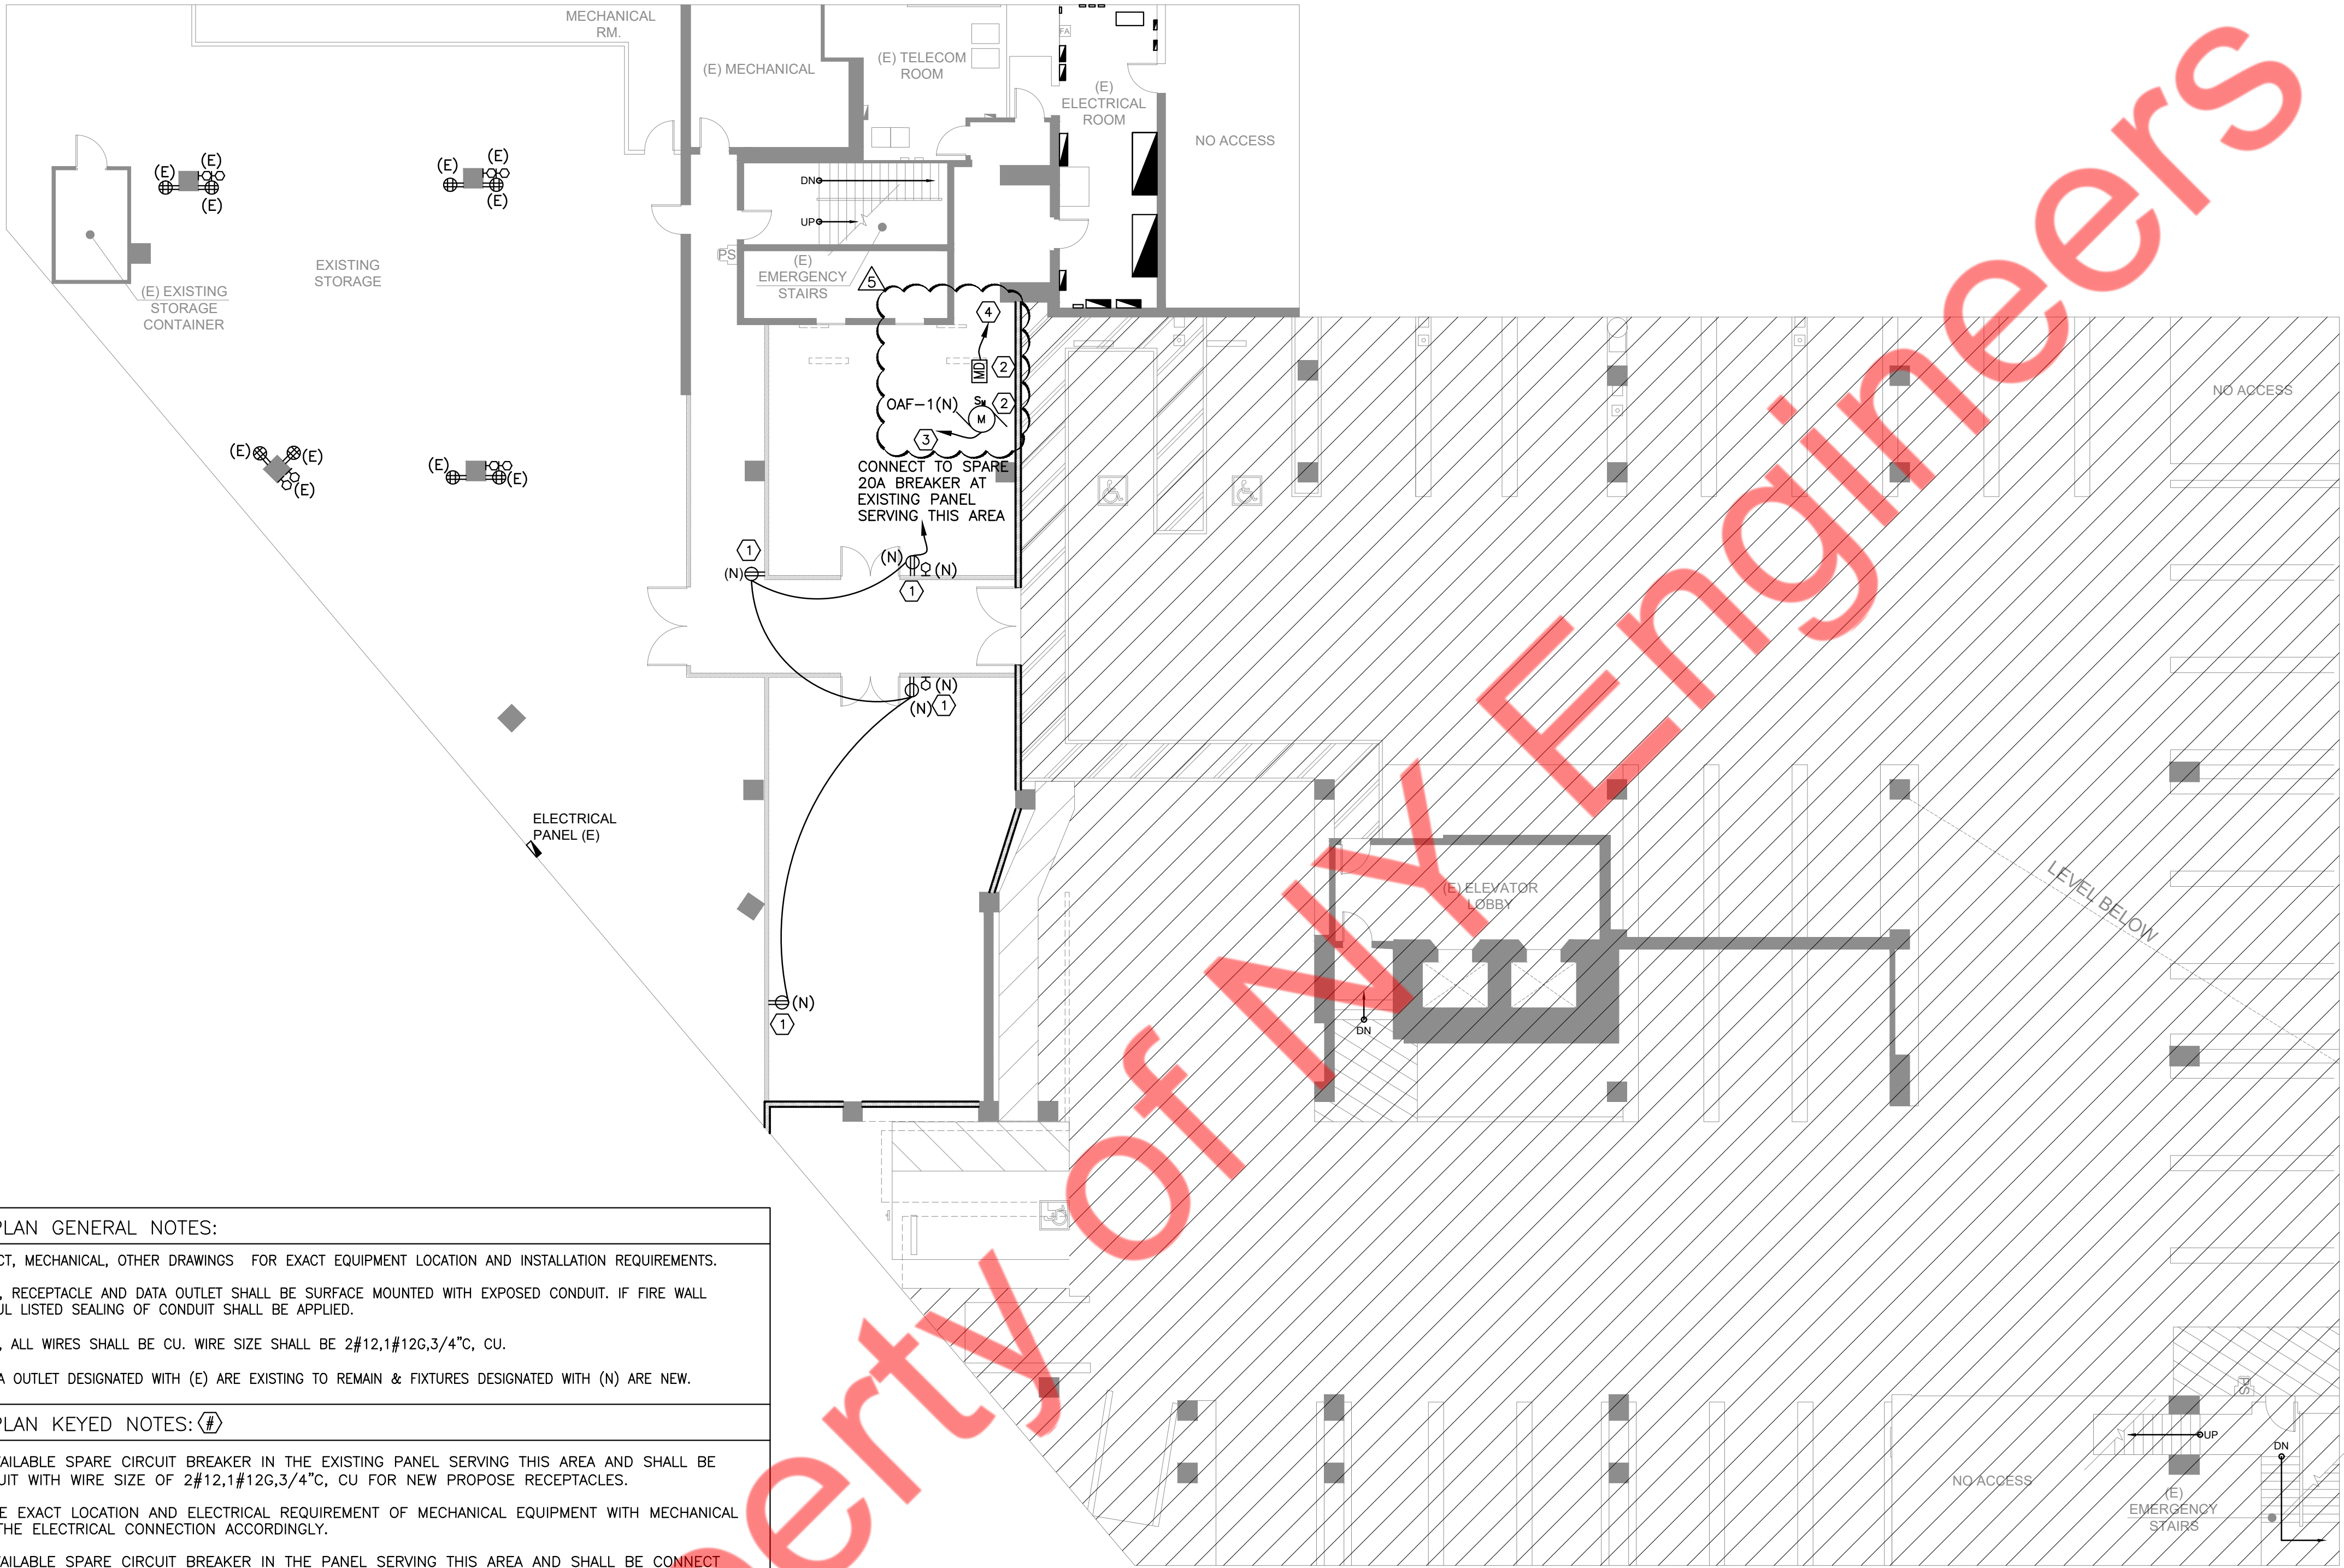 MECHANICAL
RM.
(E) MECHANICAL
(E) TELECOM
ROOM
FA
(E)
ELECTRICAL
ROOM
NO ACCESS
(E)
(E)
(E)
(E)
(E)
(E)
DN
UP
PS
(E)
EMERGENCY
STAIRS
5
EXISTING
STORAGE
(E) EXISTING
STORAGE
CONTAINER
4
MD
2
OAF-1(N)
SM
M
2
3
NO ACCESS
(E)
(E)
(E)
(E)
(E)
CONNECT TO SPARE
20A BREAKER AT
EXISTING PANEL
SERVING THIS AREA
1
(N)
(N)
(N)
1
(N)
(N)
1
ELECTRICAL
PANEL (E)
(N)
1
(E) ELEVATOR
LOBBY
DN
LEVEL BELOW
PLAN GENERAL NOTES:
CT, MECHANICAL, OTHER DRAWINGS FOR EXACT EQUIPMENT LOCATION AND INSTALLATION REQUIREMENTS.
, RECEPTACLE AND DATA OUTLET SHALL BE SURFACE MOUNTED WITH EXPOSED CONDUIT. IF FIRE WALL
UL LISTED SEALING OF CONDUIT SHALL BE APPLIED.
, ALL WIRES SHALL BE CU. WIRE SIZE SHALL BE 2#12,1#12G,3/4"C, CU.
A OUTLET DESIGNATED WITH (E) ARE EXISTING TO REMAIN & FIXTURES DESIGNATED WITH (N) ARE NEW.
PLAN KEYED NOTES: #
AILABLE SPARE CIRCUIT BREAKER IN THE EXISTING PANEL SERVING THIS AREA AND SHALL BE
UIT WITH WIRE SIZE OF 2#12,1#12G,3/4"C, CU FOR NEW PROPOSE RECEPTACLES.
E EXACT LOCATION AND ELECTRICAL REQUIREMENT OF MECHANICAL EQUIPMENT WITH MECHANICAL
THE ELECTRICAL CONNECTION ACCORDINGLY.
AILABLE SPARE CIRCUIT BREAKER IN THE PANEL SERVING THIS AREA AND SHALL BE CONNECT
PS
UP
DN
NO ACCESS
(E)
EMERGENCY
STAIRS
perty of NY Engineers